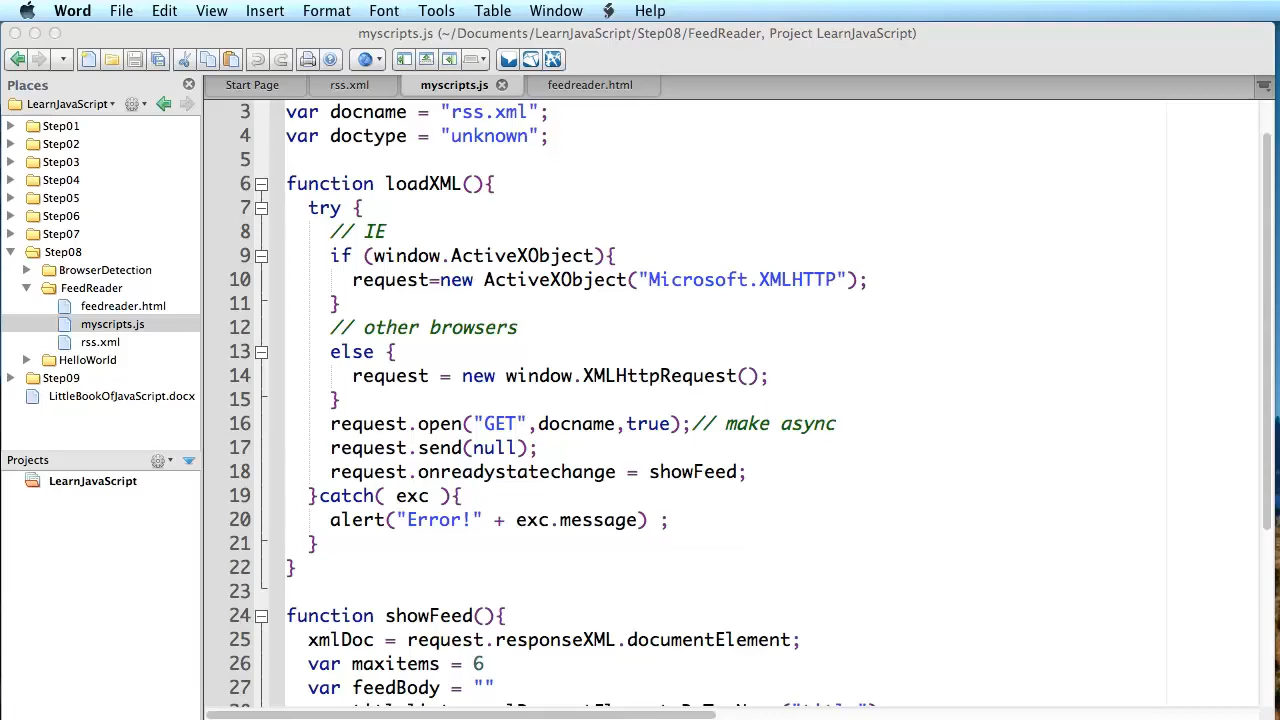 Word File Edit View Insert Format Font Tools Table Window Help
myscripts.js (~/Documents/LearnJavaScript/Step08/FeedReader, Project LearnJavaScript)
Places
LearnJavaScript
Step01
Step02
Step03
Step04
Step05
Step06
Step07
Step08
BrowserDetection
FeedReader
feedreader.html
myscripts.js
rss.xml
HelloWorld
Step09
LittleBookOfJavaScript.docx
Projects
LearnJavaScript
Start Page rss.xml myscripts.js feedreader.html
3 var docname = "rss.xml";
4 var doctype = "unknown";
5
6 function loadXML(){
7 try {
8 // IE
9 if (window.ActiveXObject){
10 request=new ActiveXObject("Microsoft.XMLHTTP");
11 }
12 // other browsers
13 else {
14 request = new window.XMLHttpRequest();
15 }
16 request.open("GET",docname,true);// make async
17 request.send(null);
18 request.onreadystatechange = showFeed;
19 }catch( exc ){
20 alert("Error!" + exc.message) ;
21 }
22 }
23
24 function showFeed(){
25 xmlDoc = request.responseXML.documentElement;
26 var maxitems = 6
27 var feedBody = ""